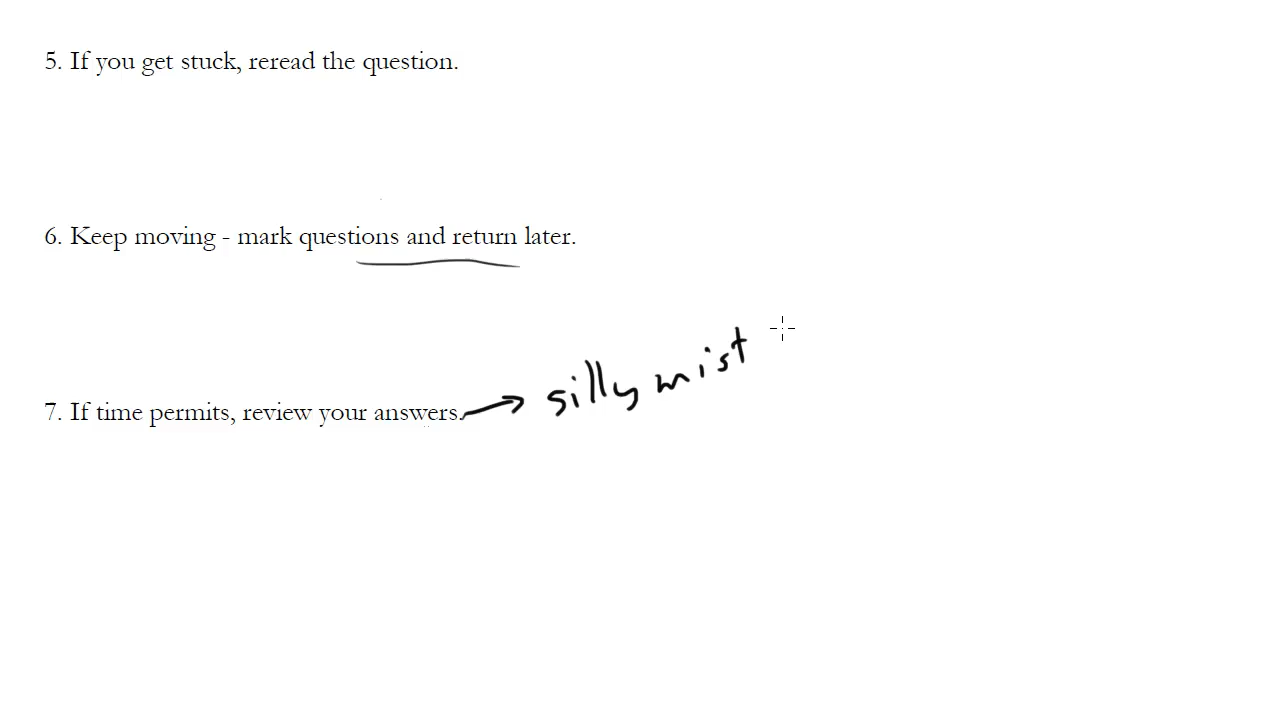 5. If you get stuck, reread the question.
6. Keep moving - mark questions and return later.
7. If time permits, review your answers. → silly mist